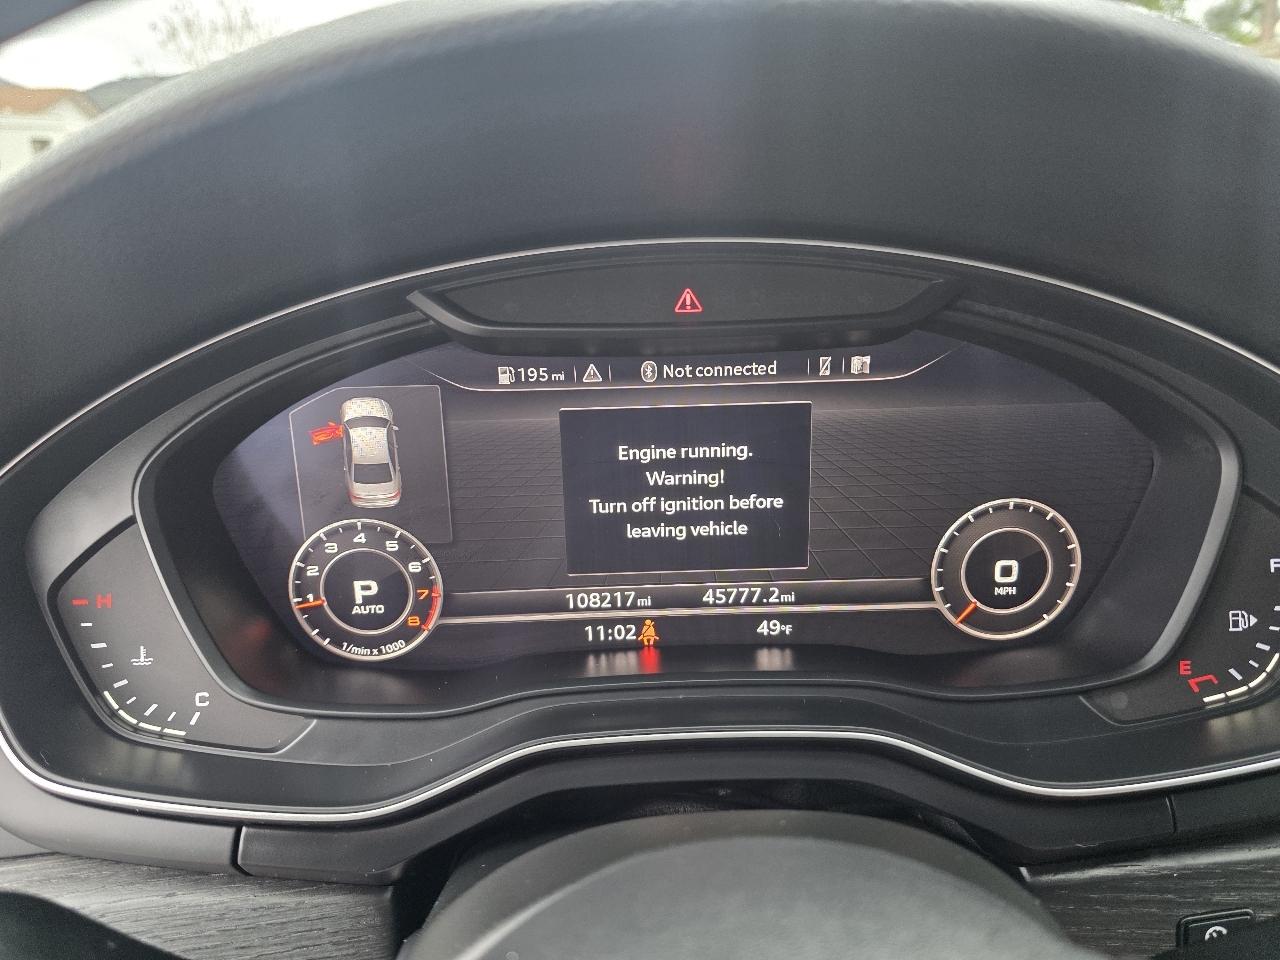 195 mi
Not connected
Engine running.
Warning!
Turn off ignition before
leaving vehicle
1 2 3 4 5 6 7 8
P
AUTO
1/min x 1000
0
MPH
108217 mi 45777.2 mi
11:02 49°F
H
C
F
E